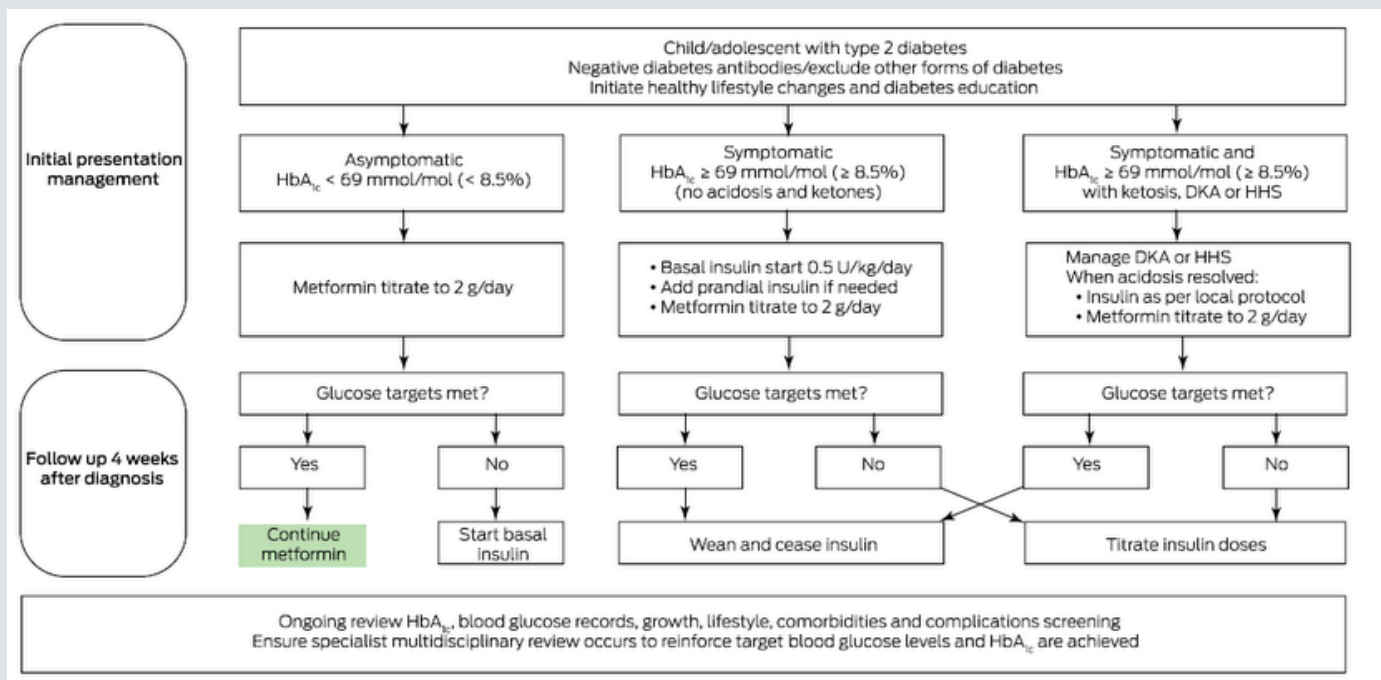 Initial presentation
management
Child/adolescent with type 2 diabetes
Negative diabetes antibodies/exclude other forms of diabetes
Initiate healthy lifestyle changes and diabetes education
Asymptomatic
HbA1c < 69 mmol/mol (< 8.5%)
Symptomatic
HbA1c ≥ 69 mmol/mol (≥ 8.5%)
(no acidosis and ketones)
Symptomatic and
HbA1c ≥ 69 mmol/mol (≥ 8.5%)
with ketosis, DKA or HHS
Metformin titrate to 2 g/day
• Basal insulin start 0.5 U/kg/day
• Add prandial insulin if needed
• Metformin titrate to 2 g/day
Manage DKA or HHS
When acidosis resolved:
• Insulin as per local protocol
• Metformin titrate to 2 g/day
Follow up 4 weeks
after diagnosis
Glucose targets met?
Glucose targets met?
Glucose targets met?
Yes
No
Yes
No
Yes
No
Continue
metformin
Start basal
insulin
Wean and cease insulin
Titrate insulin doses
Ongoing review HbA1c, blood glucose records, growth, lifestyle, comorbidities and complications screening
Ensure specialist multidisciplinary review occurs to reinforce target blood glucose levels and HbA1c are achieved